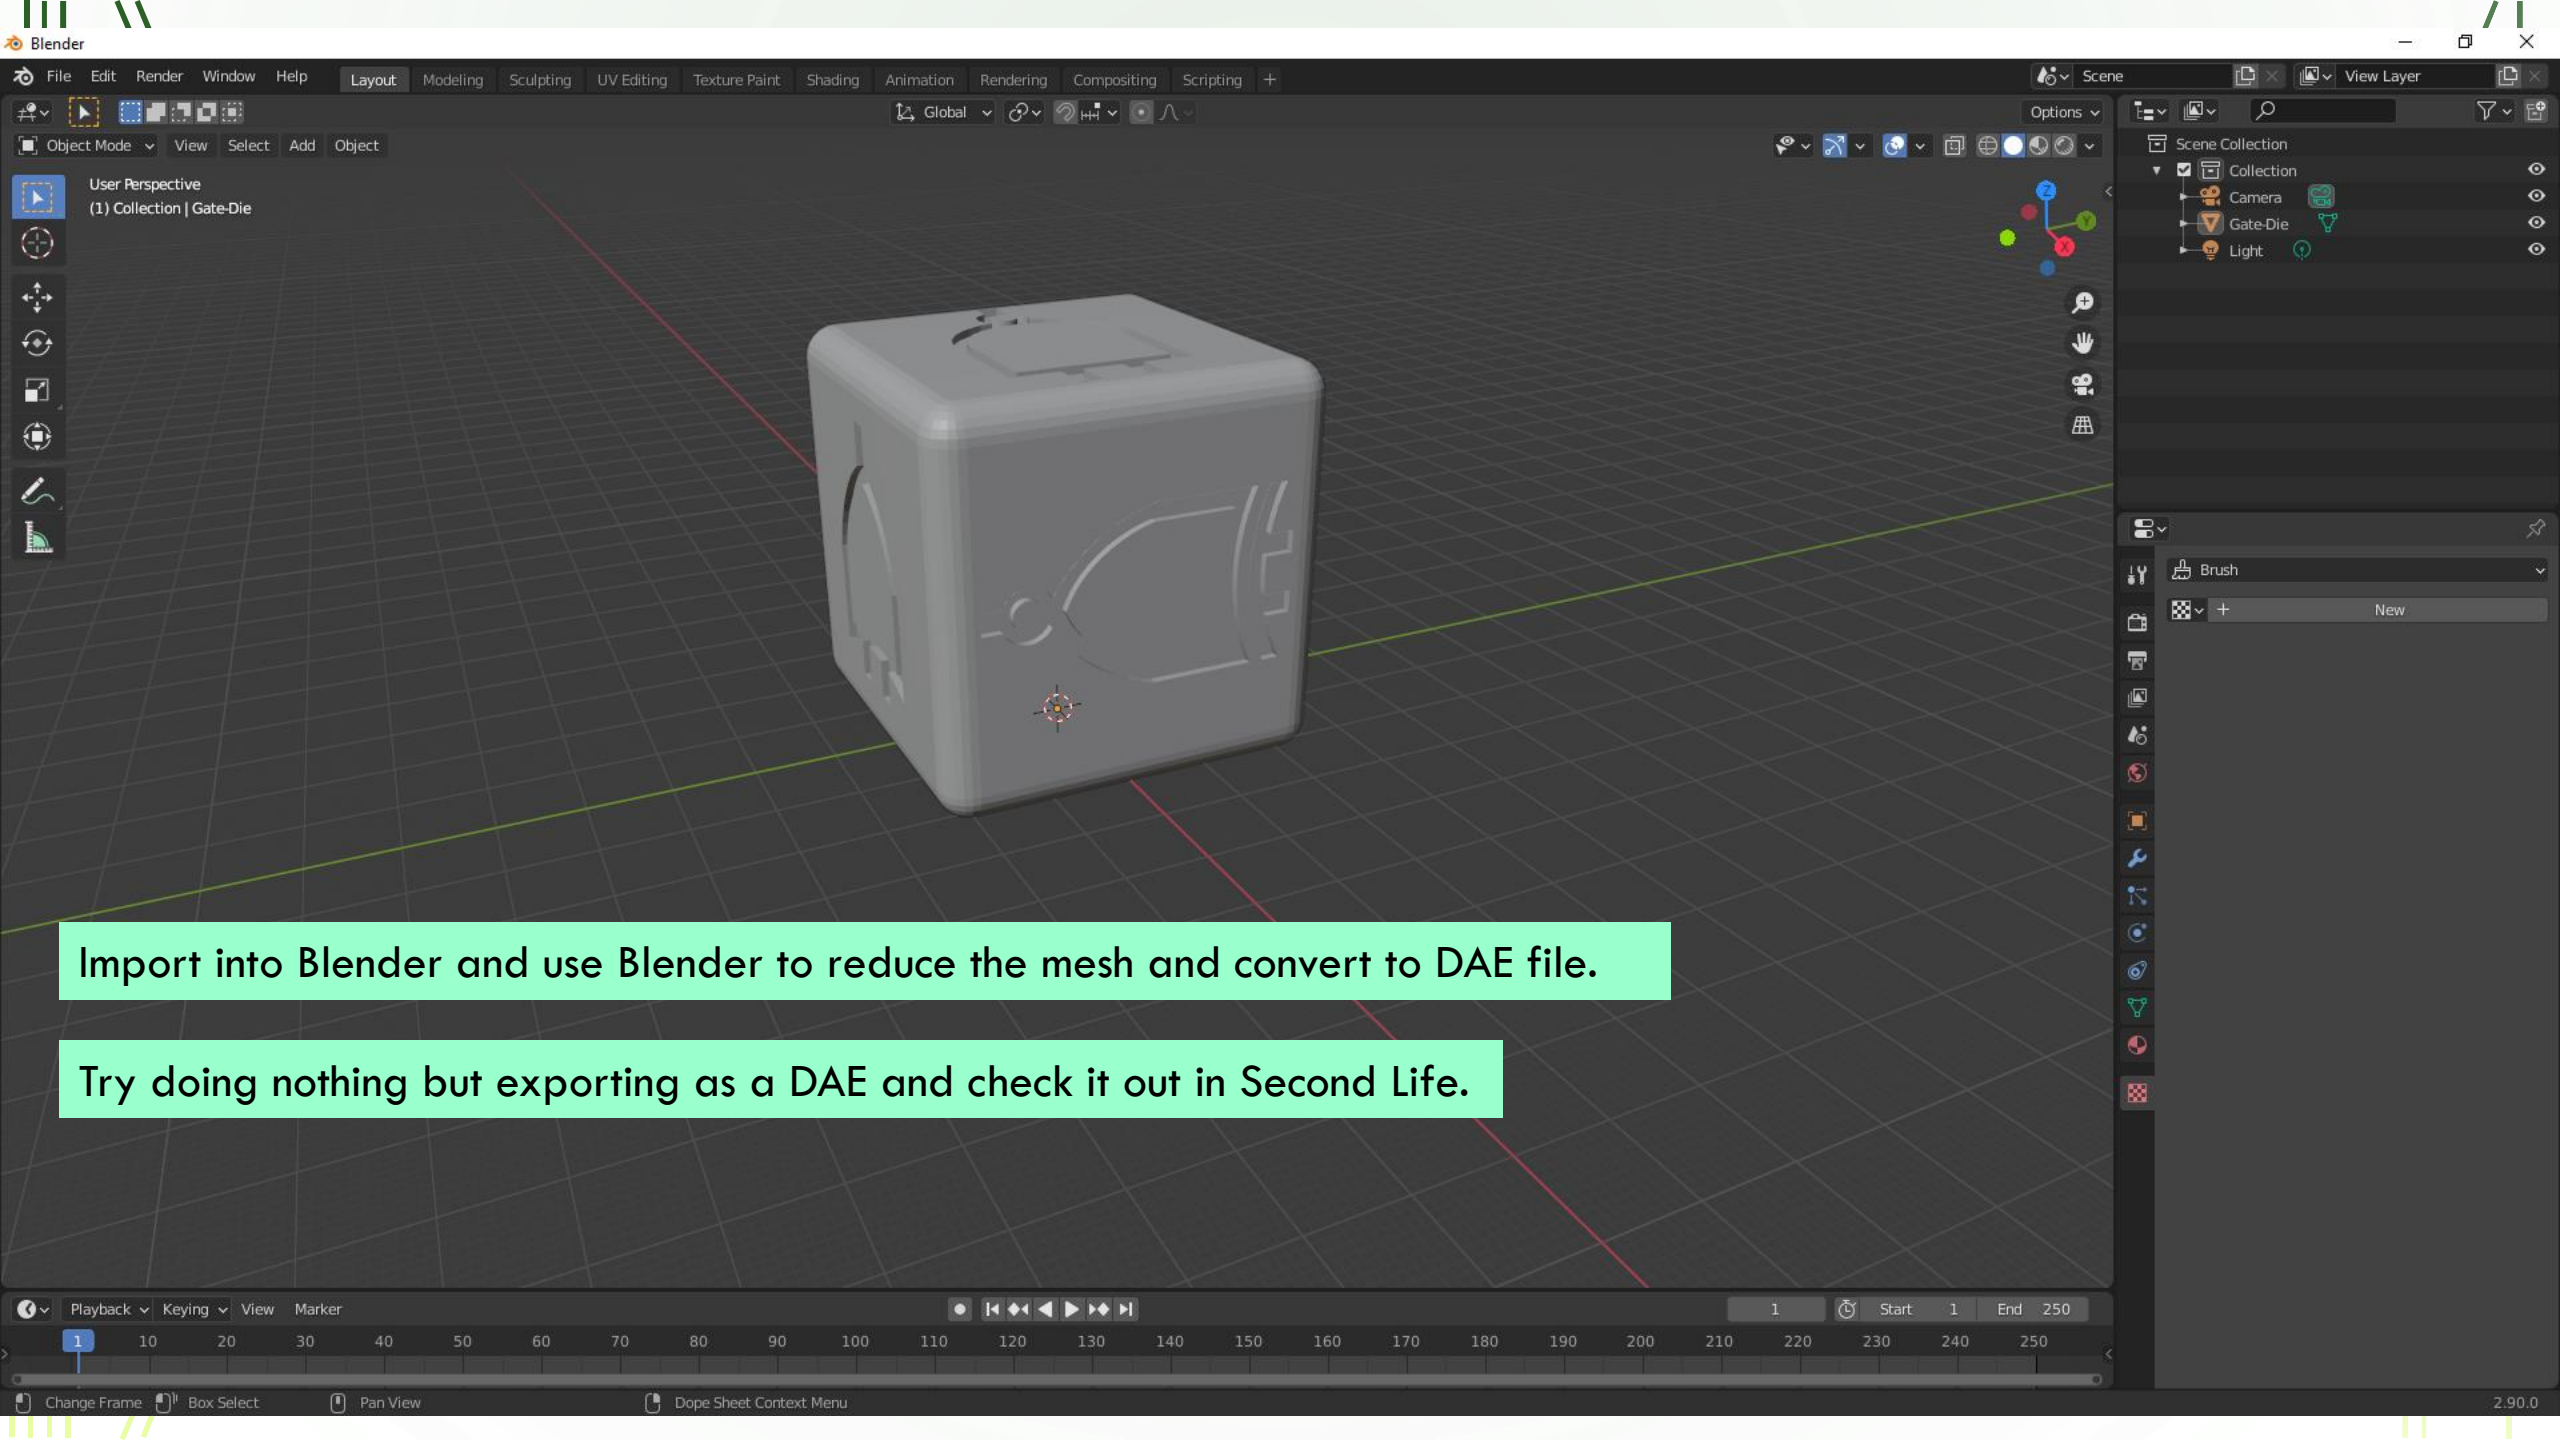 Blender
File Edit Render Window Help Layout Modeling Sculpting UV Editing Texture Paint Shading Animation Rendering Compositing Scripting + Scene View Layer
Global Options
Object Mode View Select Add Object
User Perspective
(1) Collection | Gate-Die
Z
Y
X
Scene Collection
Collection
Camera
Gate-Die
Light
Brush
+ New
Import into Blender and use Blender to reduce the mesh and convert to DAE file.
Try doing nothing but exporting as a DAE and check it out in Second Life.
Playback Keying View Marker 1 Start 1 End 250
1 10 20 30 40 50 60 70 80 90 100 110 120 130 140 150 160 170 180 190 200 210 220 230 240 250
Change Frame Box Select Pan View Dope Sheet Context Menu 2.90.0